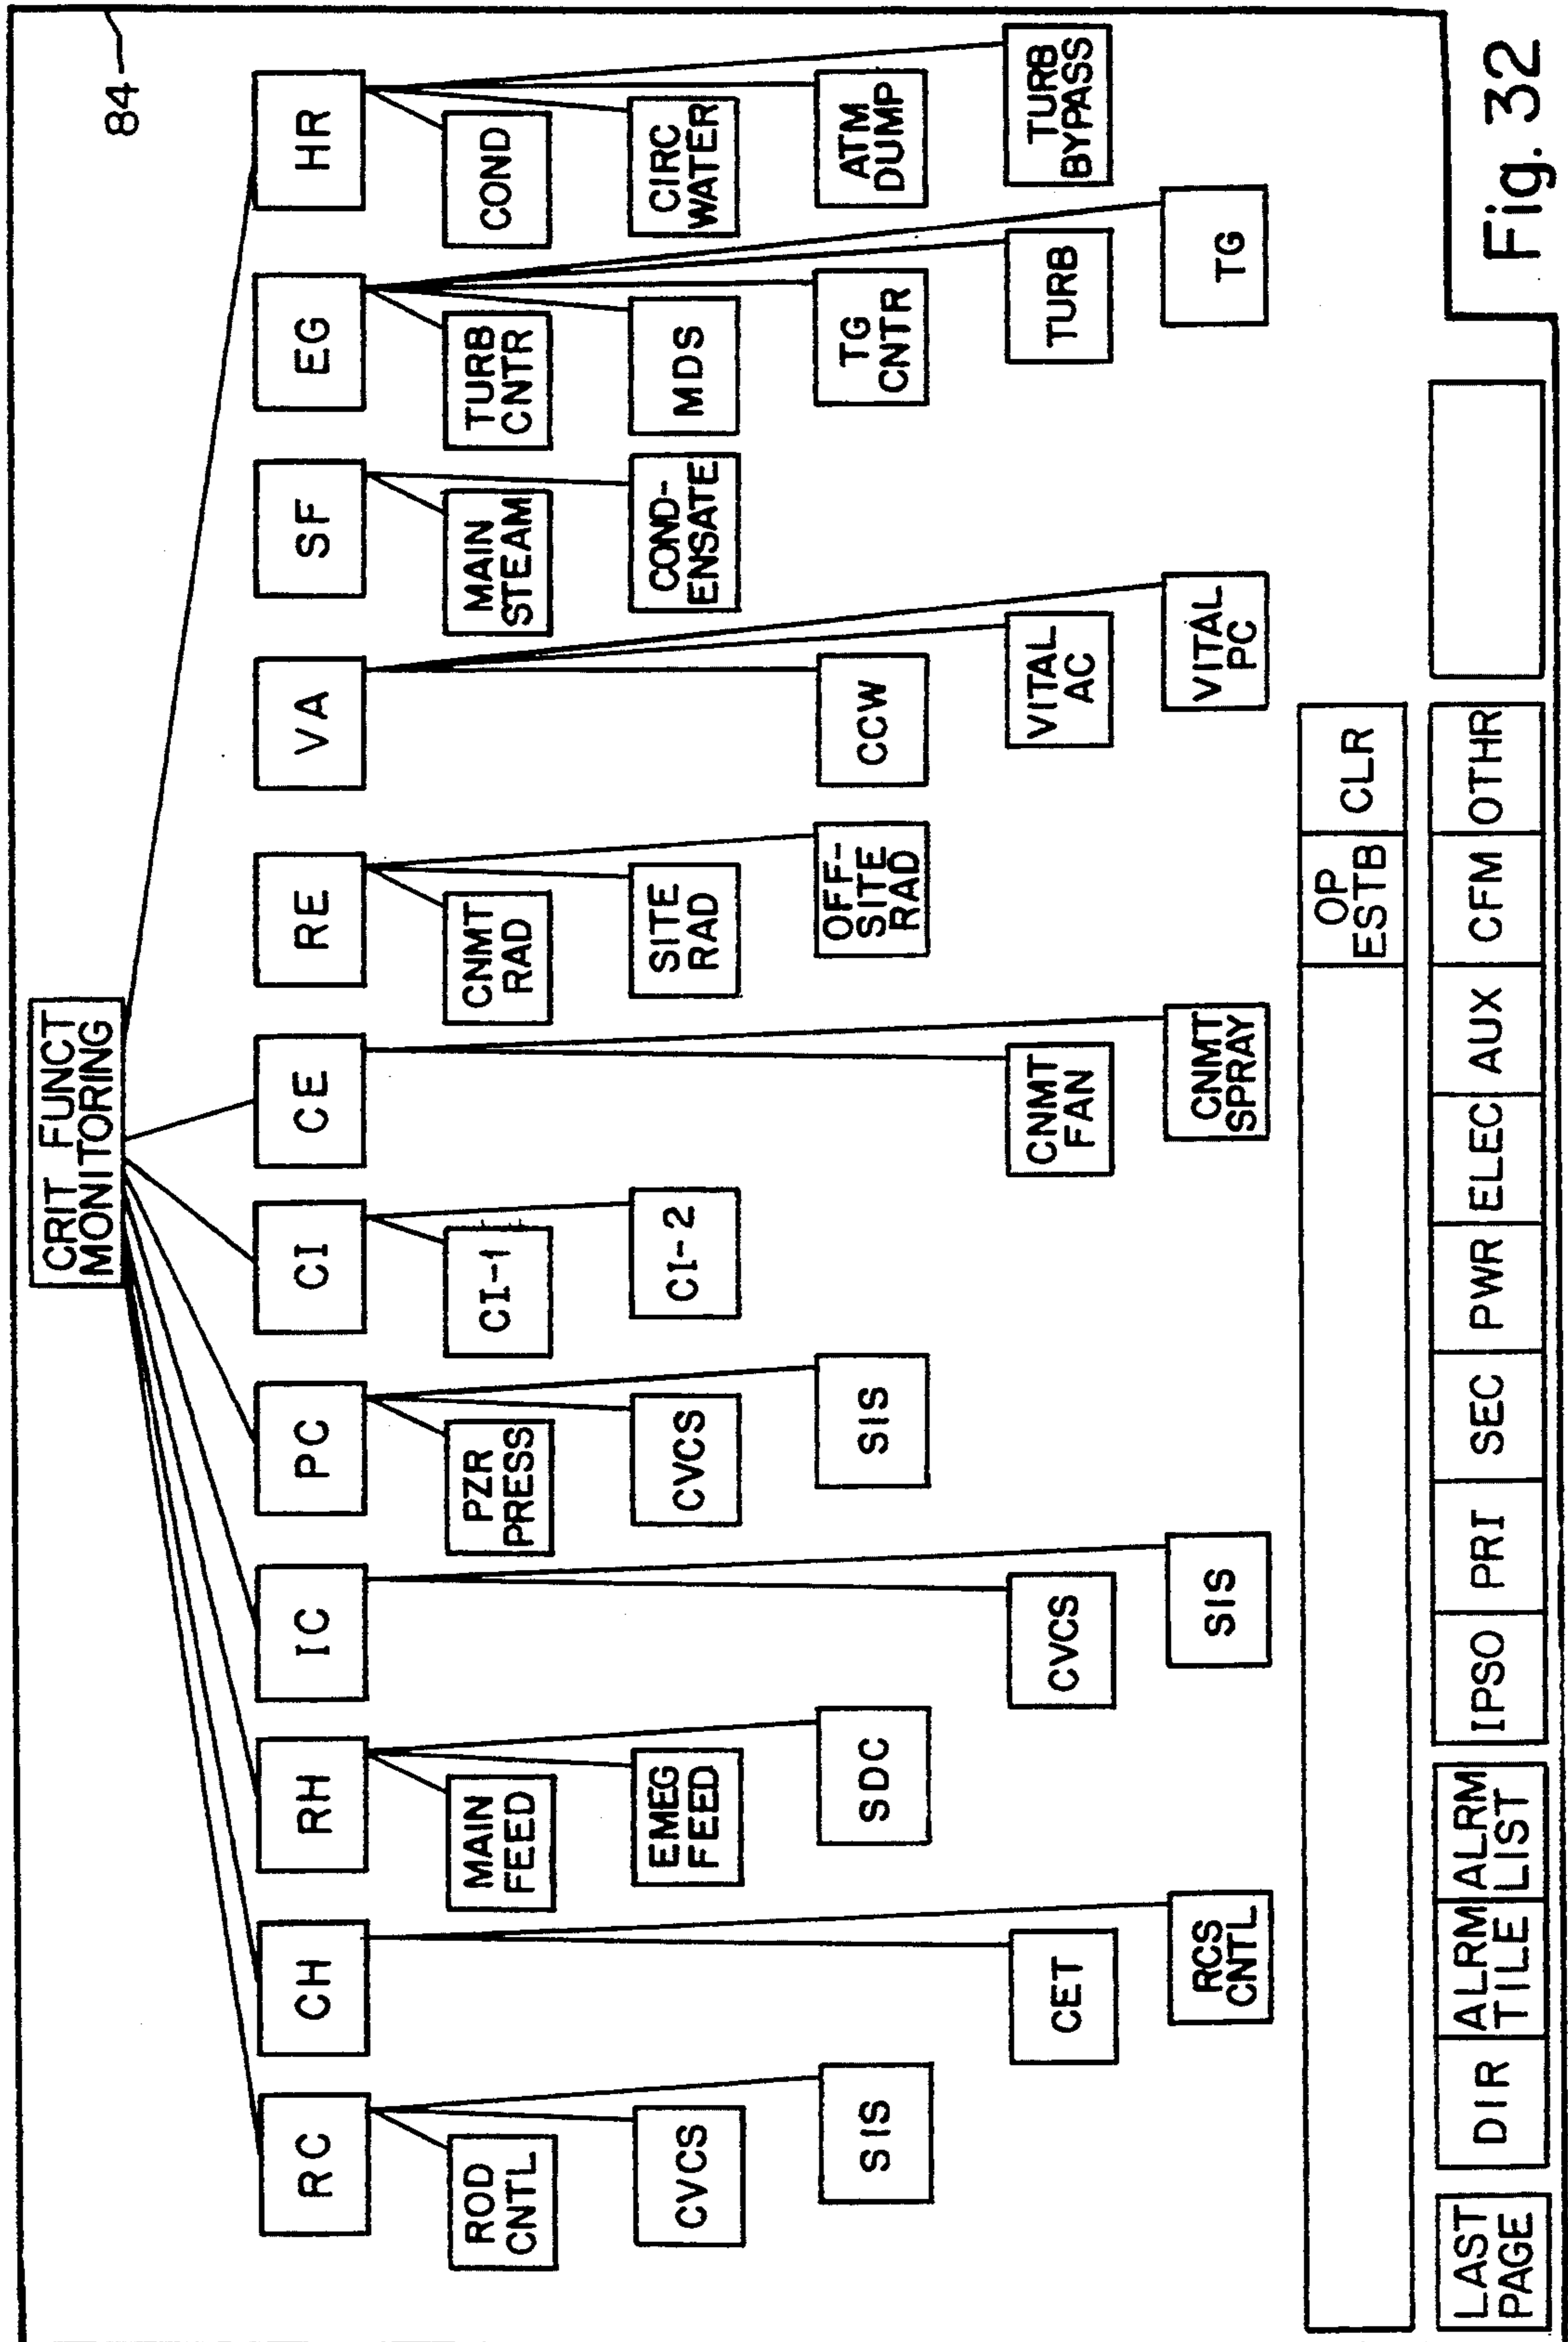 84
CRIT FUNCT
MONITORING
RC
CH
RH
IC
PC
CI
CE
RE
VA
SF
EG
HR
ROD
CNTL
MAIN
FEED
PZR
PRESS
CI-1
CNMT
RAD
MAIN
STEAM
TURB
CNTR
COND
CVCS
EMEG
FEED
CVCS
CI-2
SITE
RAD
COND-
ENSATE
MDS
CIRC
WATER
SIS
SDC
SIS
OFF-
SITE
RAD
CCW
TG
CNTR
ATM
DUMP
CET
CVCS
CNMT
FAN
VITAL
AC
TURB
TURB
BYPASS
RCS
CNTL
SIS
CNMT
SPRAY
VITAL
PC
TG
OP
ESTB
CLR
LAST
PAGE
DIR
ALRM
TILE
ALRM
LIST
IPSO
PRI
SEC
PWR
ELEC
AUX
CFM
OTHR
Fig. 32